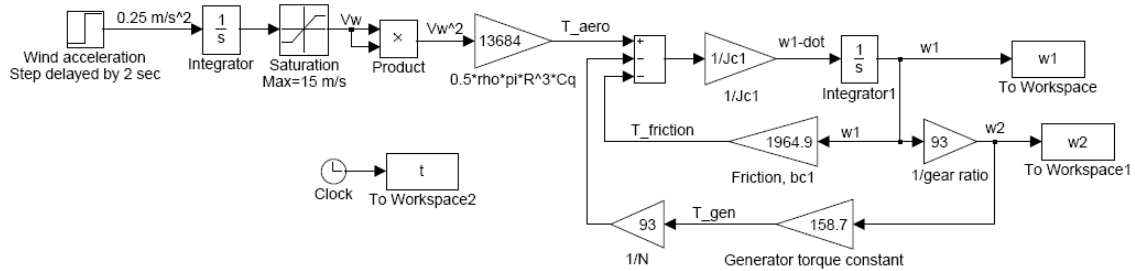 0.25 m/s^2
1
s
Wind acceleration
Step delayed by 2 sec
Integrator
Saturation
Max=15 m/s
Vw
×
Product
Vw^2
13684
0.5*rho*pi*R^3*Cq
T_aero
+
−
−
1/Jc1
1/Jc1
w1-dot
1
s
Integrator1
w1
w1
To Workspace
T_friction
1964.9
Friction, bc1
w1
93
1/gear ratio
w2
w2
To Workspace1
Clock
t
To Workspace2
93
1/N
T_gen
158.7
Generator torque constant